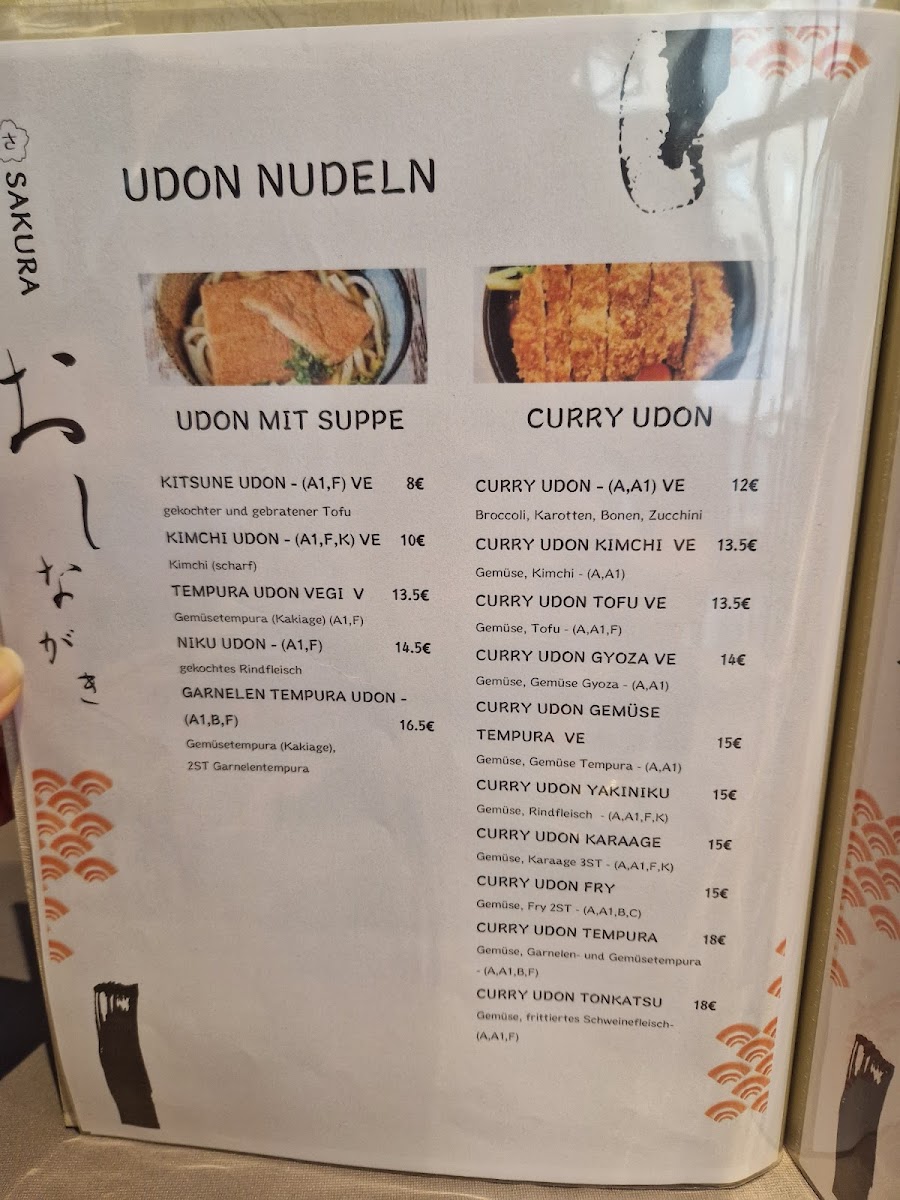 SAKURA
おしながき
UDON NUDELN
UDON MIT SUPPE
KITSUNE UDON - (A1,F) VE 8€
gekochter und gebratener Tofu
KIMCHI UDON - (A1,F,K) VE 10€
Kimchi (scharf)
TEMPURA UDON VEGI V 13.5€
Gemüsetempura (Kakiage) (A1,F)
NIKU UDON - (A1,F) 14.5€
gekochtes Rindfleisch
GARNELEN TEMPURA UDON -
(A1,B,F) 16.5€
Gemüsetempura (Kakiage),
2ST Garnelentempura
CURRY UDON
CURRY UDON - (A,A1) VE 12€
Broccoli, Karotten, Bonen, Zucchini
CURRY UDON KIMCHI VE 13.5€
Gemüse, Kimchi - (A,A1)
CURRY UDON TOFU VE 13.5€
Gemüse, Tofu - (A,A1,F)
CURRY UDON GYOZA VE 14€
Gemüse, Gemüse Gyoza - (A,A1)
CURRY UDON GEMÜSE
TEMPURA VE 15€
Gemüse, Gemüse Tempura - (A,A1)
CURRY UDON YAKINIKU 15€
Gemüse, Rindfleisch - (A,A1,F,K)
CURRY UDON KARAAGE 15€
Gemüse, Karaage 3ST - (A,A1,F,K)
CURRY UDON FRY 15€
Gemüse, Fry 2ST - (A,A1,B,C)
CURRY UDON TEMPURA 18€
Gemüse, Garnelen- und Gemüsetempura
- (A,A1,B,F)
CURRY UDON TONKATSU 18€
Gemüse, frittiertes Schweinefleisch-
(A,A1,F)